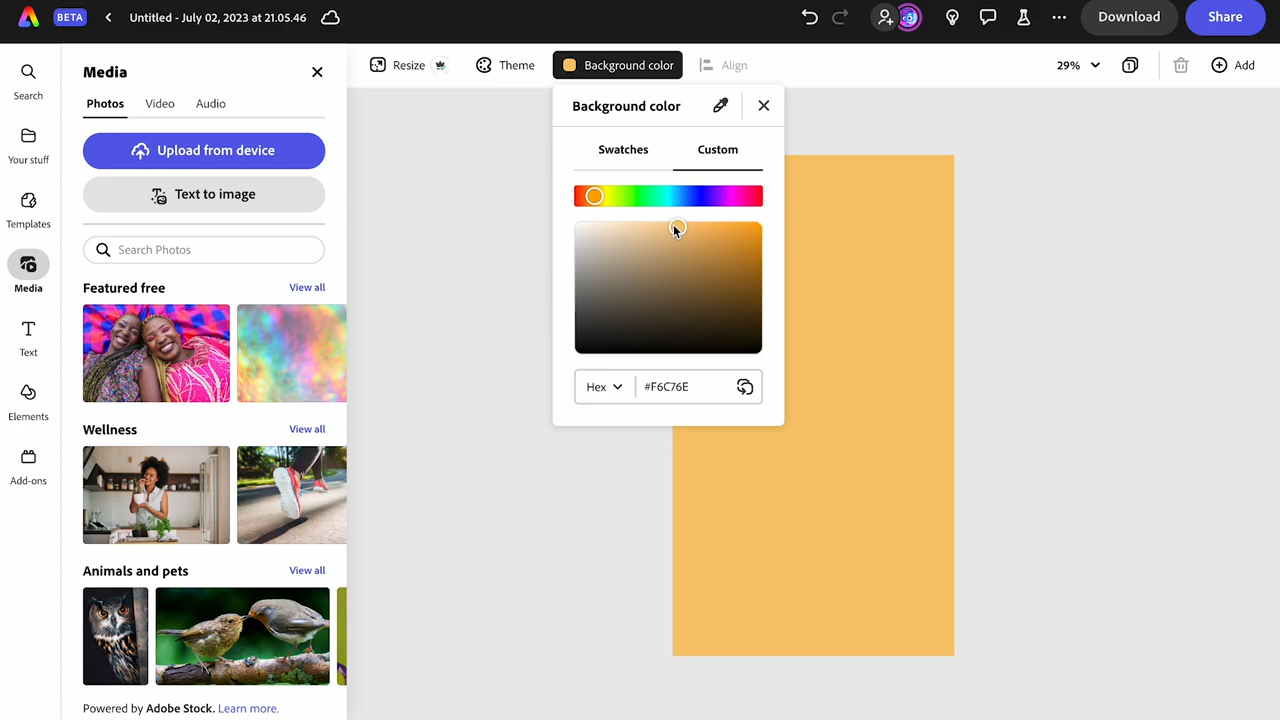 BETA
Untitled - July 02, 2023 at 21.05.46
Download
Share
Search
Your stuff
Templates
Media
Text
Elements
Add-ons
Media
Photos
Video
Audio
Upload from device
Text to image
Search Photos
Featured free
View all
Wellness
View all
Animals and pets
View all
Powered by Adobe Stock. Learn more.
Resize
Theme
Background color
Align
29%
Add
Background color
Swatches
Custom
Hex
#F6C76E